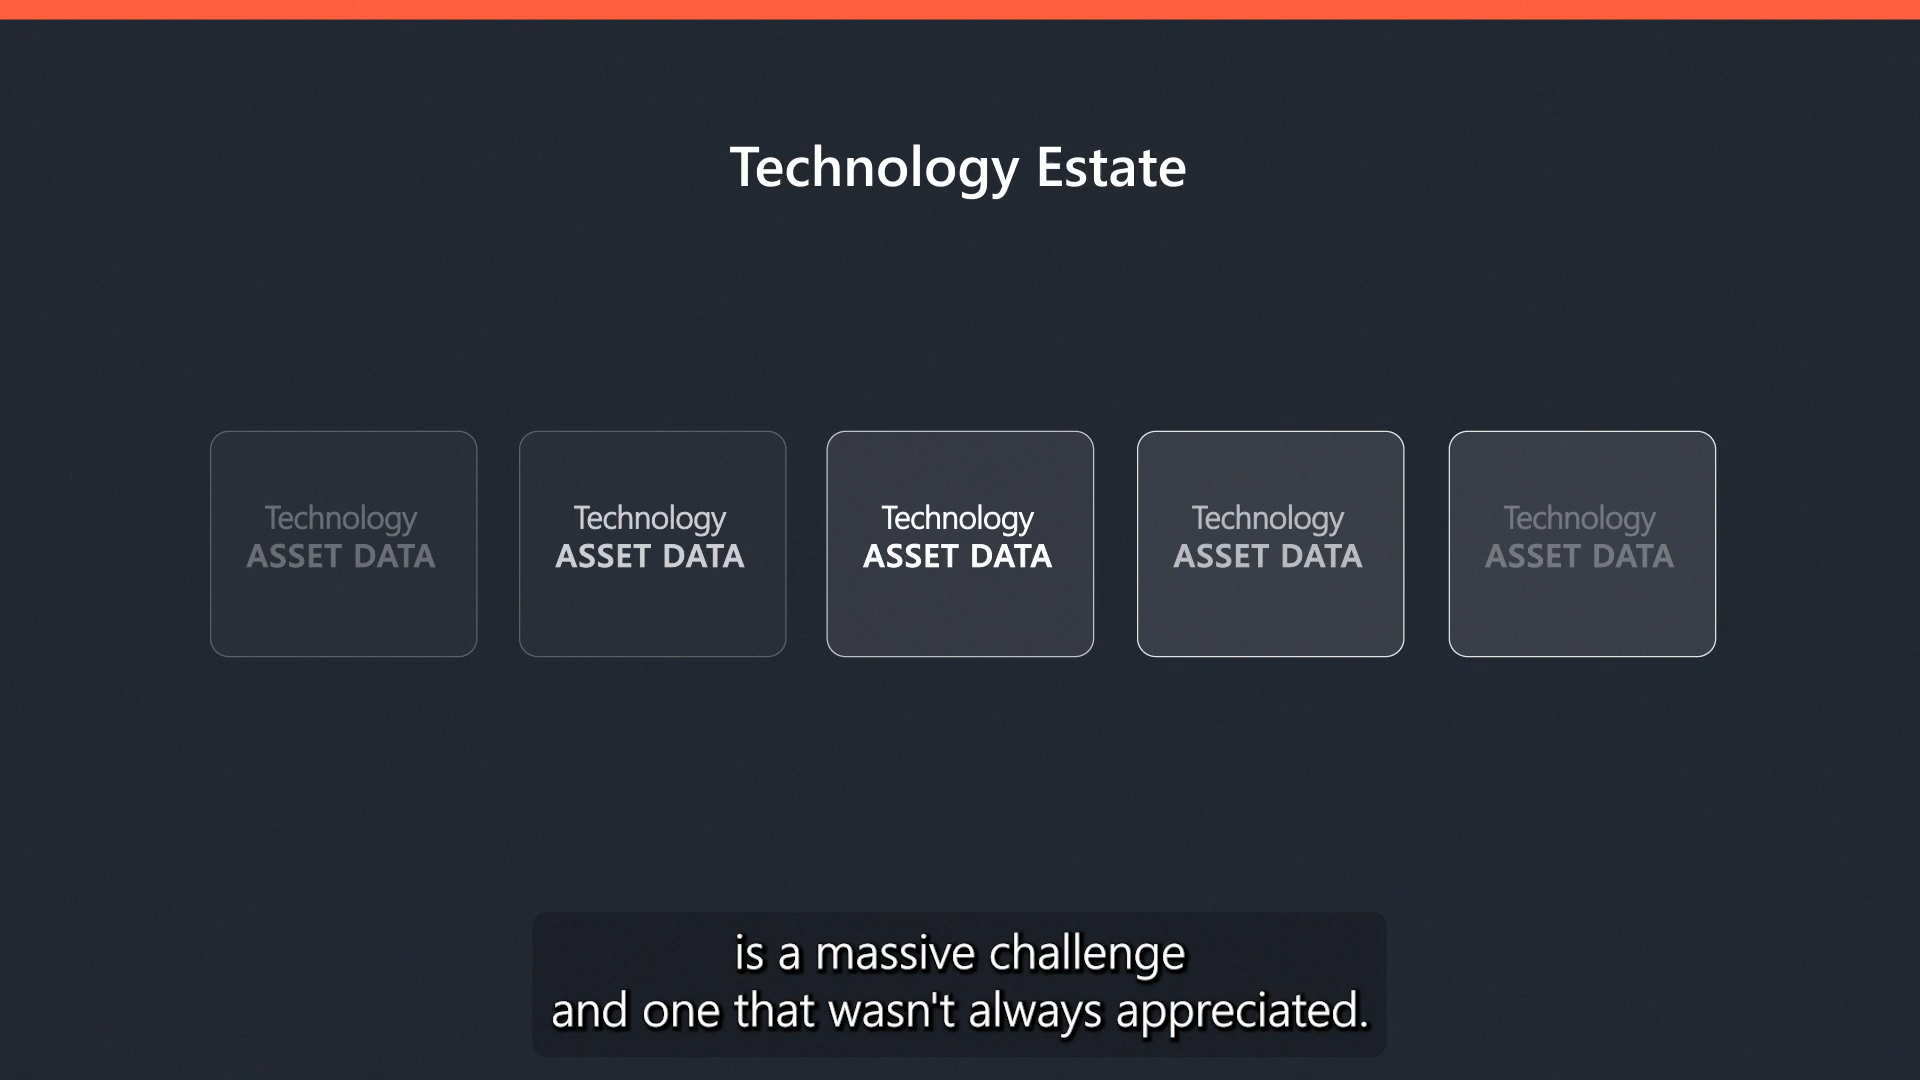 Technology Estate
Technology
ASSET DATA
Technology
ASSET DATA
Technology
ASSET DATA
Technology
ASSET DATA
Technology
ASSET DATA
is a massive challenge
and one that wasn't always appreciated.